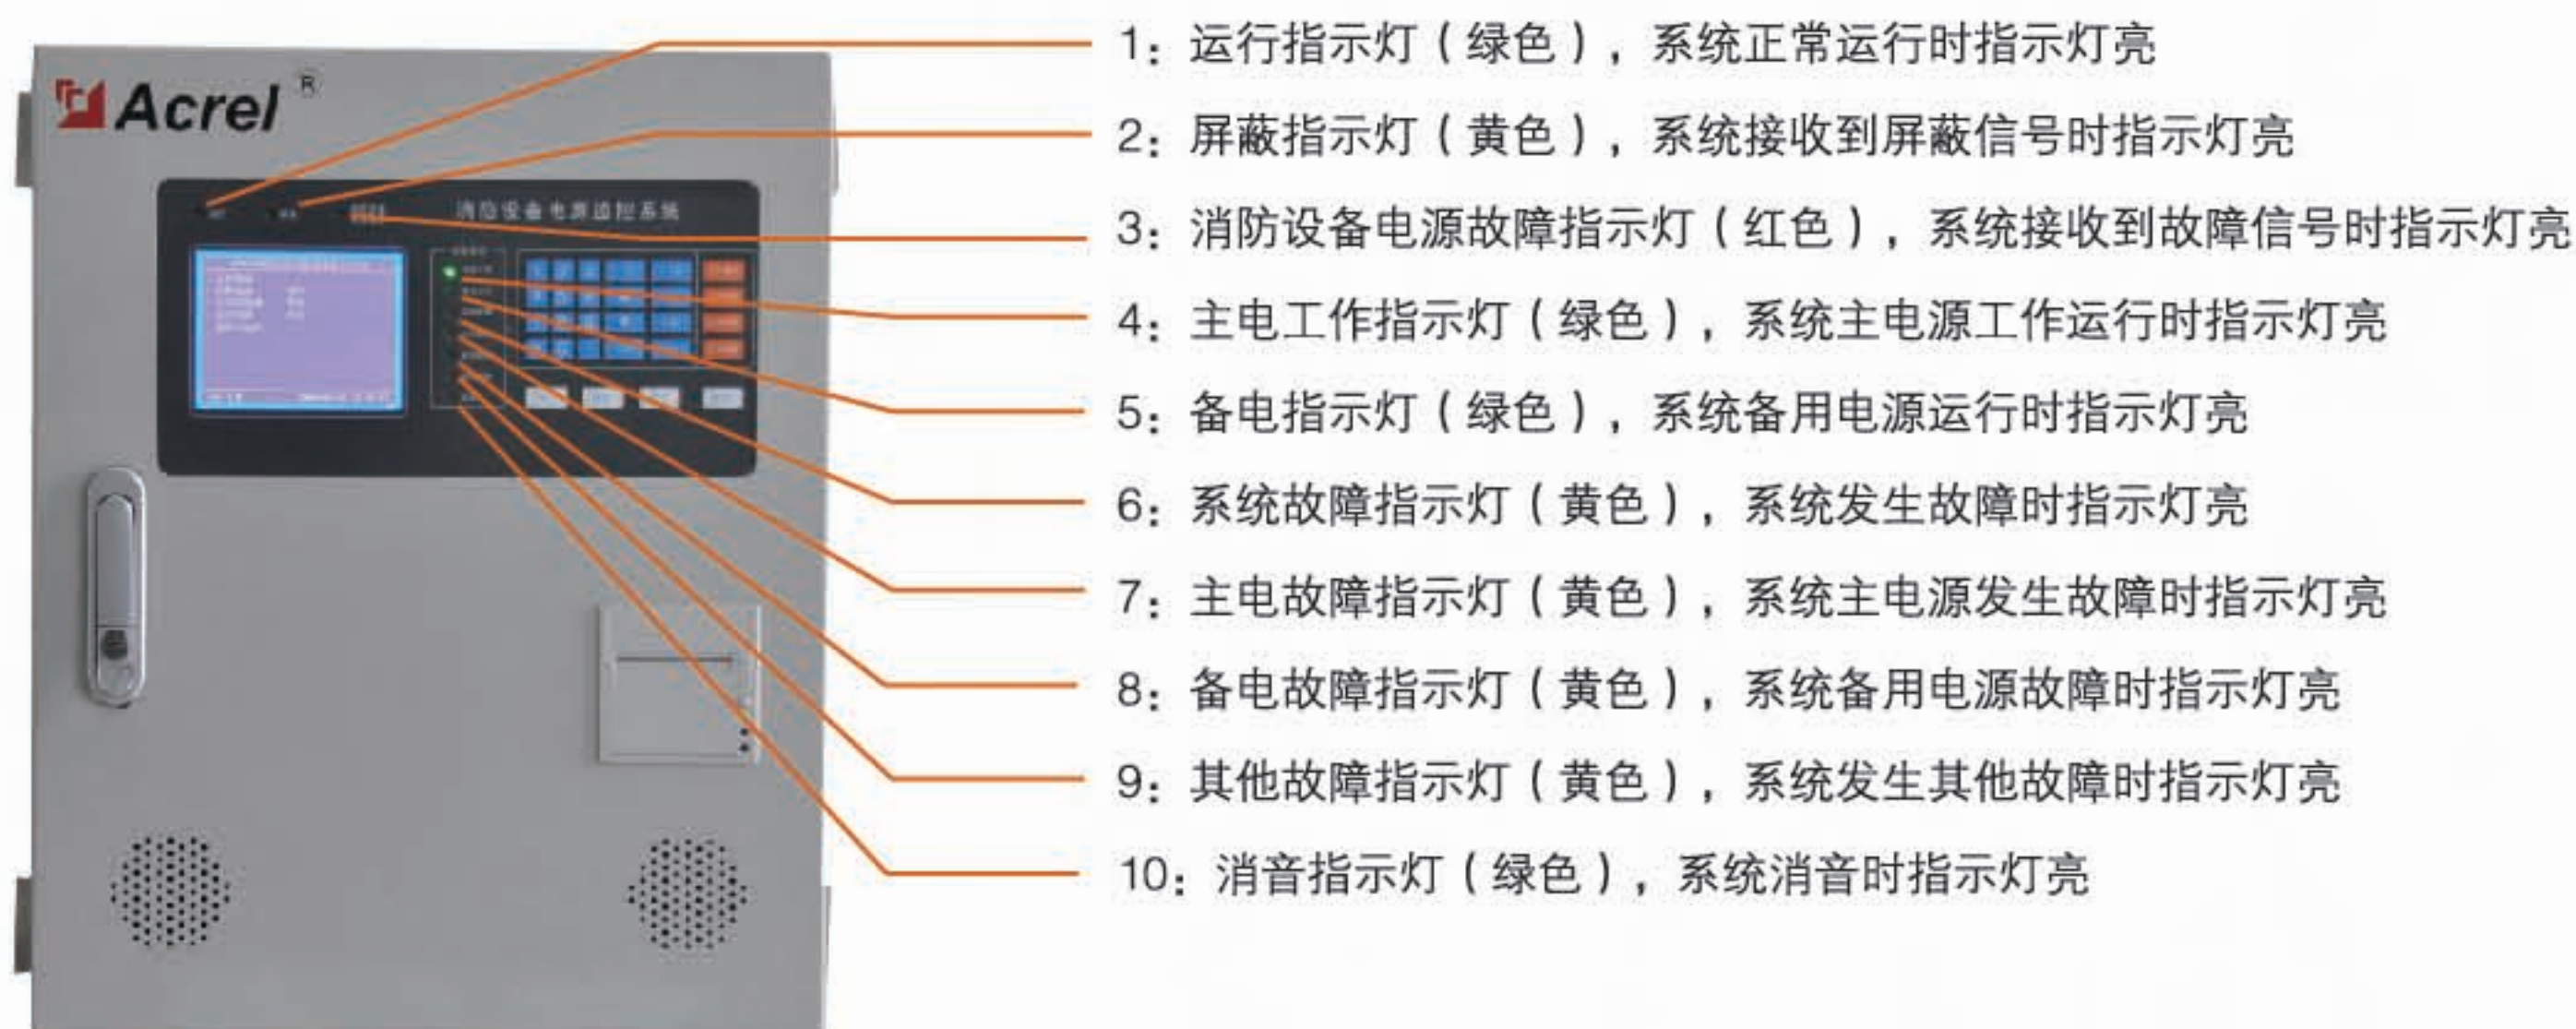 Acrel ®
消防设备电源监控系统
1：运行指示灯（绿色），系统正常运行时指示灯亮
2：屏蔽指示灯（黄色），系统接收到屏蔽信号时指示灯亮
3：消防设备电源故障指示灯（红色），系统接收到故障信号时指示灯亮
4：主电工作指示灯（绿色），系统主电源工作运行时指示灯亮
5：备电指示灯（绿色），系统备用电源运行时指示灯亮
6：系统故障指示灯（黄色），系统发生故障时指示灯亮
7：主电故障指示灯（黄色），系统主电源发生故障时指示灯亮
8：备电故障指示灯（黄色），系统备用电源故障时指示灯亮
9：其他故障指示灯（黄色），系统发生其他故障时指示灯亮
10：消音指示灯（绿色），系统消音时指示灯亮